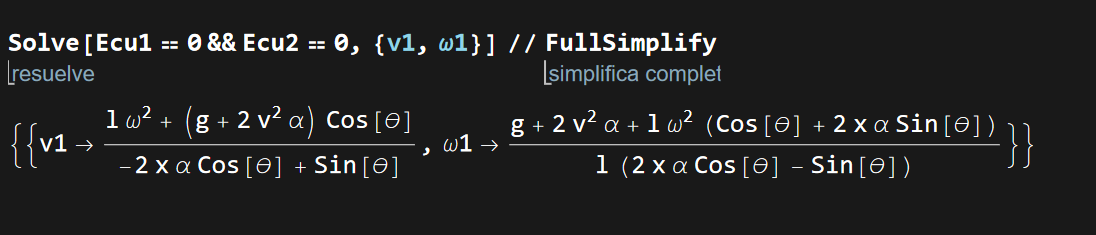 Solve[Ecu1 == 0 && Ecu2 == 0, {v1, ω1}] // FullSimplify
resuelve simplifica complet
{{v1 → (l ω² + (g + 2 v² α) Cos[θ])/(-2 x α Cos[θ] + Sin[θ]), ω1 → (g + 2 v² α + l ω² (Cos[θ] + 2 x α Sin[θ]))/(l (2 x α Cos[θ] - Sin[θ]))}}